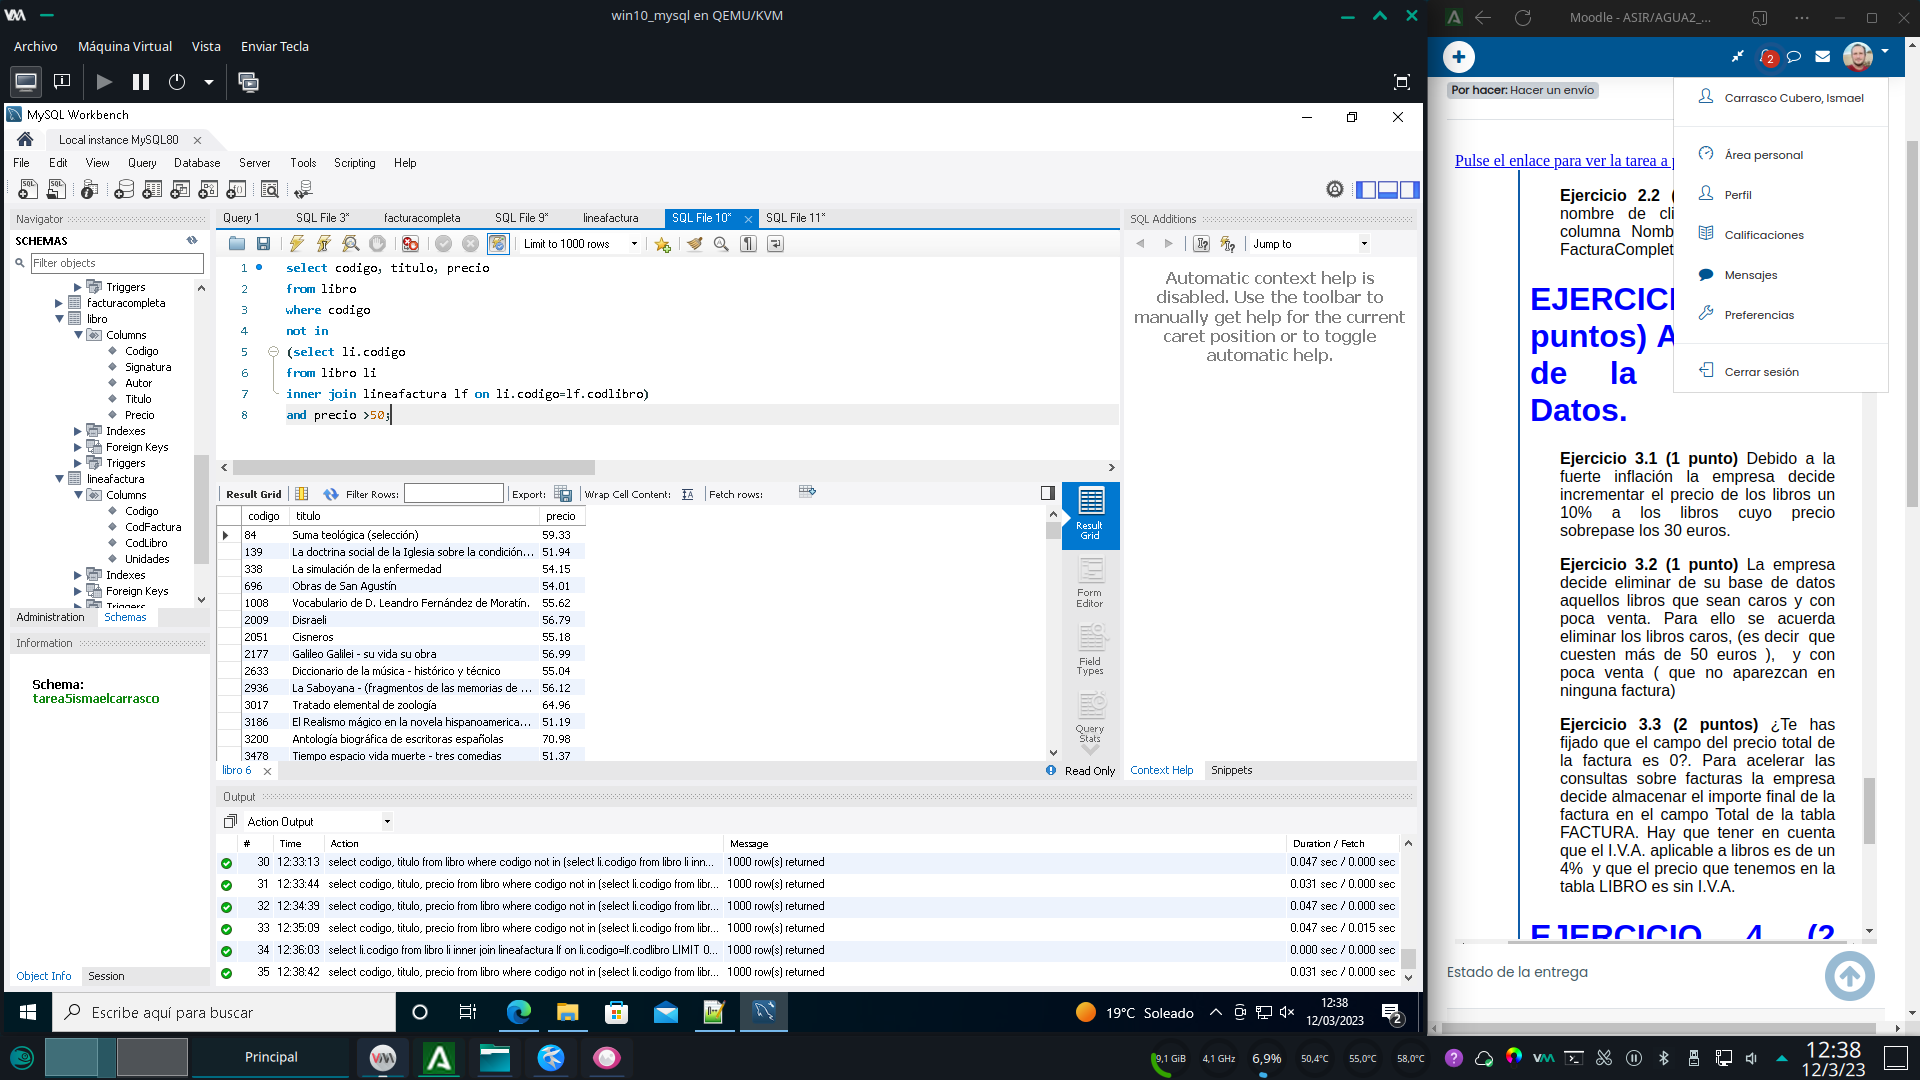 win10_mysql en QEMU/KVM
Archivo Máquina Virtual Vista Enviar Tecla
MySQL Workbench
Local instance MySQL80
File Edit View Query Database Server Tools Scripting Help
Navigator
SCHEMAS
Filter objects
Triggers
facturacompleta
libro
Columns
Codigo
Signatura
Autor
Titulo
Precio
Indexes
Foreign Keys
Triggers
lineafactura
Columns
Codigo
CodFactura
CodLibro
Unidades
Indexes
Foreign Keys
Triggers
Administration Schemas
Information
Schema:
tarea5ismaelcarrasco
Object Info Session
Query 1 SQL File 3* facturacompleta SQL File 9* lineafactura SQL File 10* SQL File 11*
Limit to 1000 rows
1 select codigo, titulo, precio
2 from libro
3 where codigo
4 not in
5 (select li.codigo
6 from libro li
7 inner join lineafactura lf on li.codigo=lf.codlibro)
8 and precio >50;
Result Grid Filter Rows: Export: Wrap Cell Content: Fetch rows:
codigo titulo precio
84 Suma teológica (selección) 59.33
139 La doctrina social de la Iglesia sobre la condición... 51.94
338 La simulación de la enfermedad 54.15
696 Obras de San Agustín 54.01
1008 Vocabulario de D. Leandro Fernández de Moratín. 55.62
2009 Disraeli 56.79
2051 Cisneros 55.18
2177 Galileo Galilei - su vida su obra 56.99
2633 Diccionario de la música - histórico y técnico 55.04
2936 La Saboyana - (fragmentos de las memorias de ... 56.12
3017 Tratado elemental de zoología 64.96
3186 El Realismo mágico en la novela hispanoamerica... 51.19
3200 Antología biográfica de escritoras españolas 70.98
3478 Tiempo espacio vida muerte - tres comedias 51.37
Result Grid
Form Editor
Field Types
Query Stats
libro 6
Read Only
SQL Additions
Jump to
Automatic context help is
disabled. Use the toolbar to
manually get help for the current
caret position or to toggle
automatic help.
Context Help Snippets
Output
Action Output
# Time Action Message Duration / Fetch
30 12:33:13 select codigo, titulo from libro where codigo not in (select li.codigo from libro li inn... 1000 row(s) returned 0.047 sec / 0.000 sec
31 12:33:44 select codigo, titulo, precio from libro where codigo not in (select li.codigo from libr... 1000 row(s) returned 0.031 sec / 0.000 sec
32 12:34:39 select codigo, titulo, precio from libro where codigo not in (select li.codigo from libr... 1000 row(s) returned 0.047 sec / 0.000 sec
33 12:35:09 select codigo, titulo, precio from libro where codigo not in (select li.codigo from libr... 1000 row(s) returned 0.047 sec / 0.015 sec
34 12:36:03 select li.codigo from libro li inner join lineafactura lf on li.codigo=lf.codlibro LIMIT 0... 1000 row(s) returned 0.000 sec / 0.000 sec
35 12:38:42 select codigo, titulo, precio from libro where codigo not in (select li.codigo from libr... 1000 row(s) returned 0.031 sec / 0.000 sec
Escribe aquí para buscar
19°C Soleado
12:38
12/03/2023
2
Moodle - ASIR/AGUA2_...
2
Por hacer: Hacer un envío
Carrasco Cubero, Ismael
Área personal
Perfil
Calificaciones
Mensajes
Preferencias
Cerrar sesión
Pulse el enlace para ver la tarea a p
Ejercicio 2.2 (
nombre de cli
columna Nomb
FacturaComplet
EJERCICI
puntos) A
de la
Datos.
Ejercicio 3.1 (1 punto) Debido a la
fuerte inflación la empresa decide
incrementar el precio de los libros un
10% a los libros cuyo precio
sobrepase los 30 euros.
Ejercicio 3.2 (1 punto) La empresa
decide eliminar de su base de datos
aquellos libros que sean caros y con
poca venta. Para ello se acuerda
eliminar los libros caros, (es decir que
cuesten más de 50 euros ), y con
poca venta ( que no aparezcan en
ninguna factura)
Ejercicio 3.3 (2 puntos) ¿Te has
fijado que el campo del precio total de
la factura es 0?. Para acelerar las
consultas sobre facturas la empresa
decide almacenar el importe final de la
factura en el campo Total de la tabla
FACTURA. Hay que tener en cuenta
que el I.V.A. aplicable a libros es de un
4% y que el precio que tenemos en la
tabla LIBRO es sin I.V.A.
EJERCICIO 4 (2
Estado de la entrega
Principal
9,1 GiB 4,1 GHz 6,9% 50,4°C 55,0°C 58,0°C
12:38
12/3/23